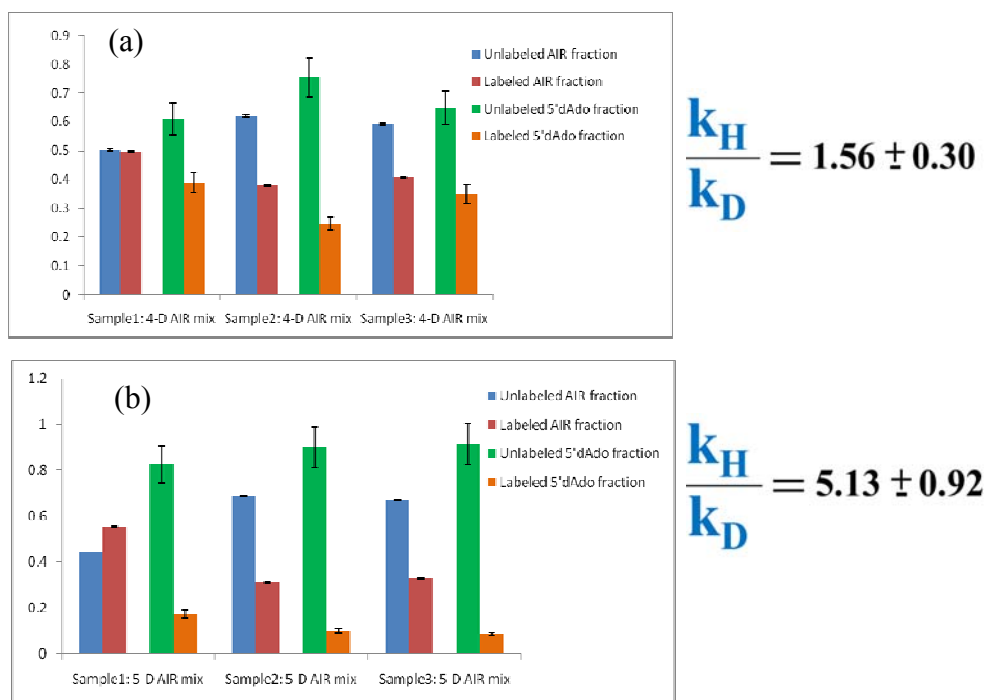 (a)
0.9
0.8
0.7
0.6
0.5
0.4
0.3
0.2
0.1
0
Unlabeled AIR fraction
Labeled AIR fraction
Unlabeled 5'dAdo fraction
Labeled 5'dAdo fraction
Sample1: 4-D AIR mix Sample2: 4-D AIR mix Sample3: 4-D AIR mix
kH
kD
= 1.56 ± 0.30
(b)
1.2
1
0.8
0.6
0.4
0.2
0
Unlabeled AIR fraction
Labeled AIR fraction
Unlabeled 5'dAdo fraction
Labeled 5'dAdo fraction
Sample1: 5 D AIR mix Sample2: 5 D AIR mix Sample3: 5 D AIR mix
kH
kD
= 5.13 ± 0.92